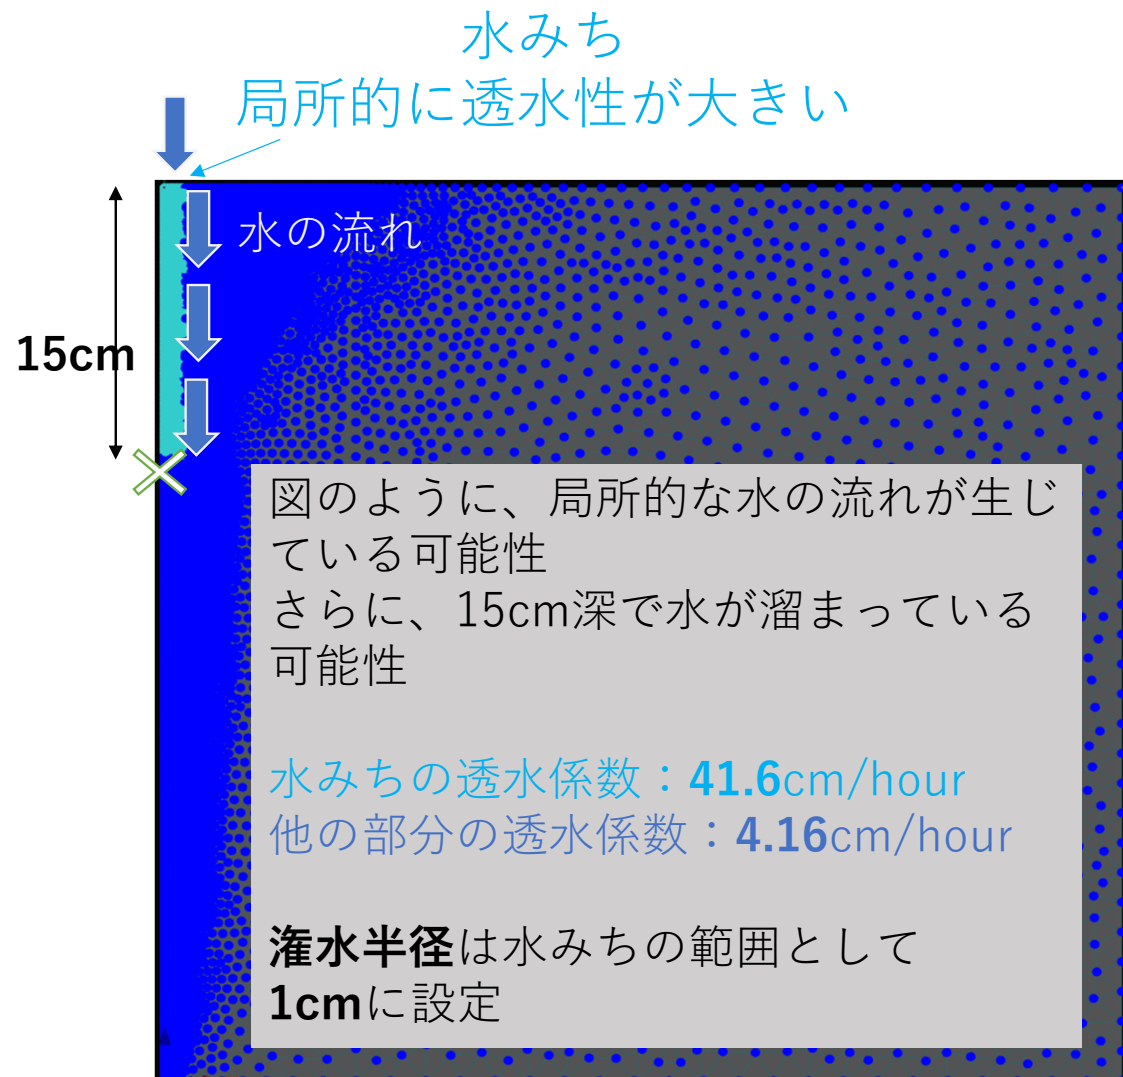 水みち
局所的に透水性が大きい
水の流れ
15cm
図のように、局所的な水の流れが生じ
ている可能性
さらに、15cm深で水が溜まっている
可能性
水みちの透水係数：41.6cm/hour
他の部分の透水係数：4.16cm/hour
潅水半径は水みちの範囲として
1cmに設定